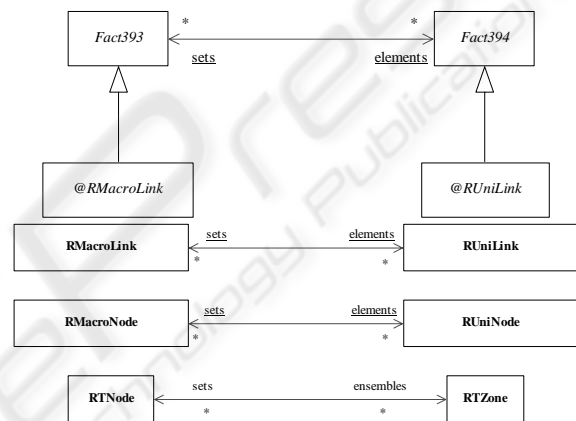 * *
Fact393 Fact394
sets elements
@RMacroLink @RUniLink
sets elements
RMacroLink RUniLink
* *
sets elements
RMacroNode RUniNode
* *
sets ensembles
RTNode RTZone
* *